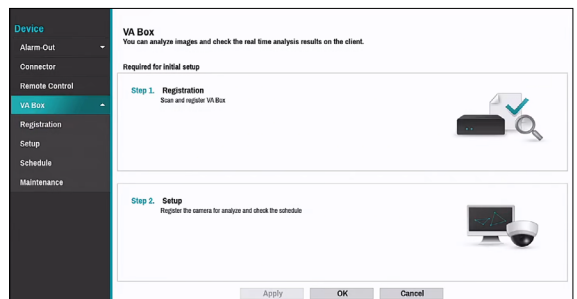 Device
Alarm-Out
Connector
Remote Control
VA Box
Registration
Setup
Schedule
Maintenance
VA Box
You can analyze images and check the real time analysis results on the client.
Required for initial setup
Step 1. Registration
Scan and register VA Box
Step 2. Setup
Register the camera for analyze and check the schedule
Apply OK Cancel